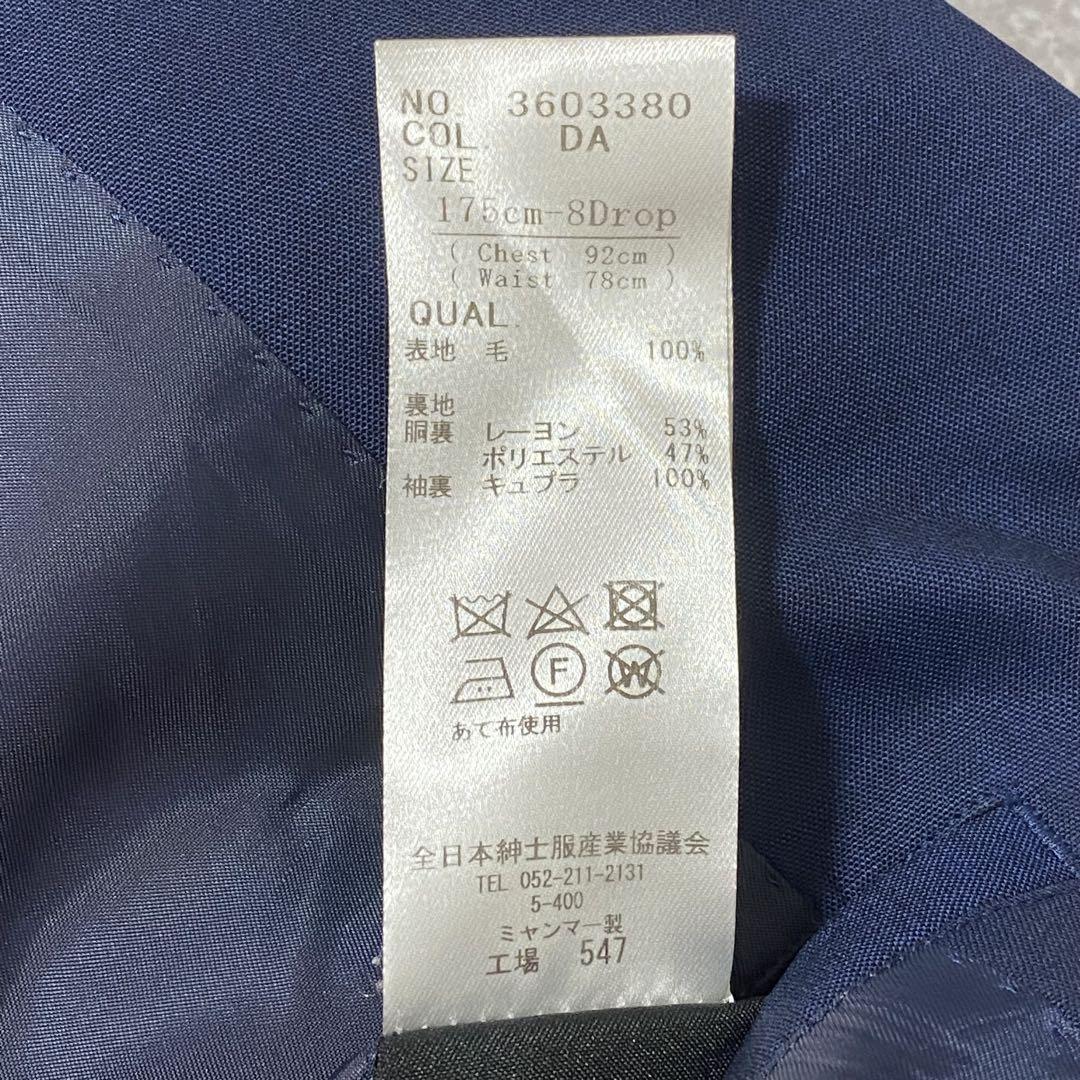 NO. 3603380
COL. DA
SIZE
175cm-8Drop
( Chest 92cm )
( Waist 78cm )
QUAL.
表地 毛 100%
裏地
胴裏 レーヨン 53%
ポリエステル 47%
袖裏 キュプラ 100%
F W
あて布使用
全日本紳士服産業協議会
TEL 052-211-2131
5-400
ミャンマー製
工場 547